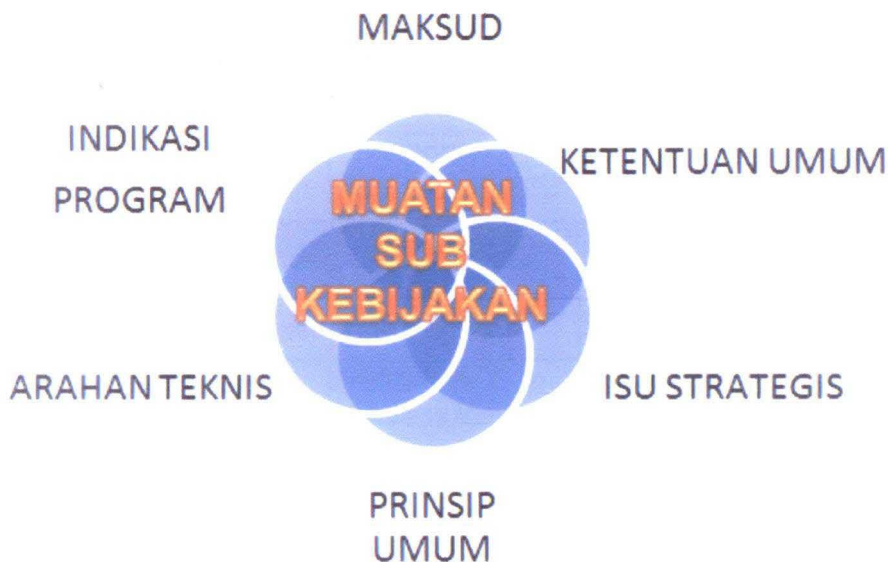 MAKSUD
INDIKASI
PROGRAM
KETENTUAN UMUM
MUATAN
SUB
KEBIJAKAN
ARAHAN TEKNIS
ISU STRATEGIS
PRINSIP
UMUM